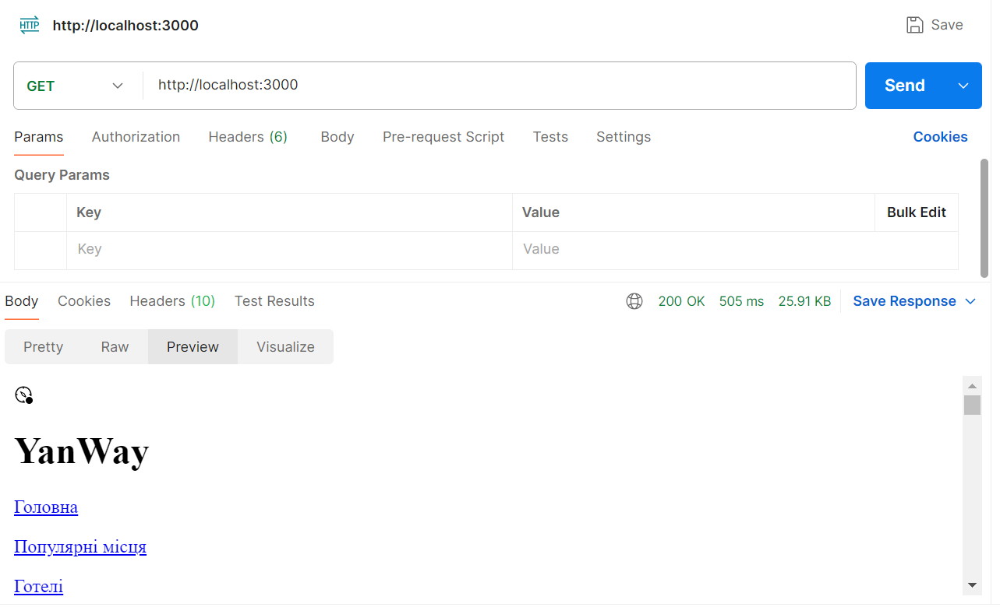 HTTP http://localhost:3000 Save
GET http://localhost:3000 Send
Params Authorization Headers (6) Body Pre-request Script Tests Settings Cookies
Query Params
Key Value Bulk Edit
Key Value
Body Cookies Headers (10) Test Results 200 OK 505 ms 25.91 KB Save Response
Pretty Raw Preview Visualize
YanWay
Головна
Популярні місця
Готелі